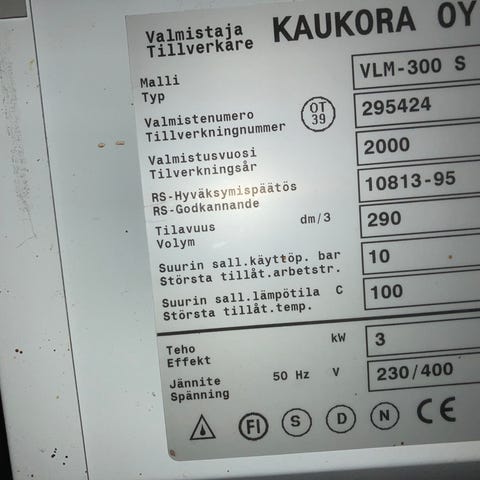 Valmistaja
Tillverkare
KAUKORA OY
Malli
Typ
VLM-300 S
Valmistenumero
Tillverkningnummer
OT
39
295424
Valmistusvuosi
Tilverkningsår
2000
RS-Hyväksymispäätös
RS-Godkannande
10813-95
Tilavuus dm/3
Volym
290
Suurin sall.käyttöp. bar
Största tillåt.arbetstr.
10
Suurin sall.lämpötila C
Största tillåt.temp.
100
Teho kW
Effekt
3
Jännite 50 Hz V
Spänning
230/400
FI S D N CE